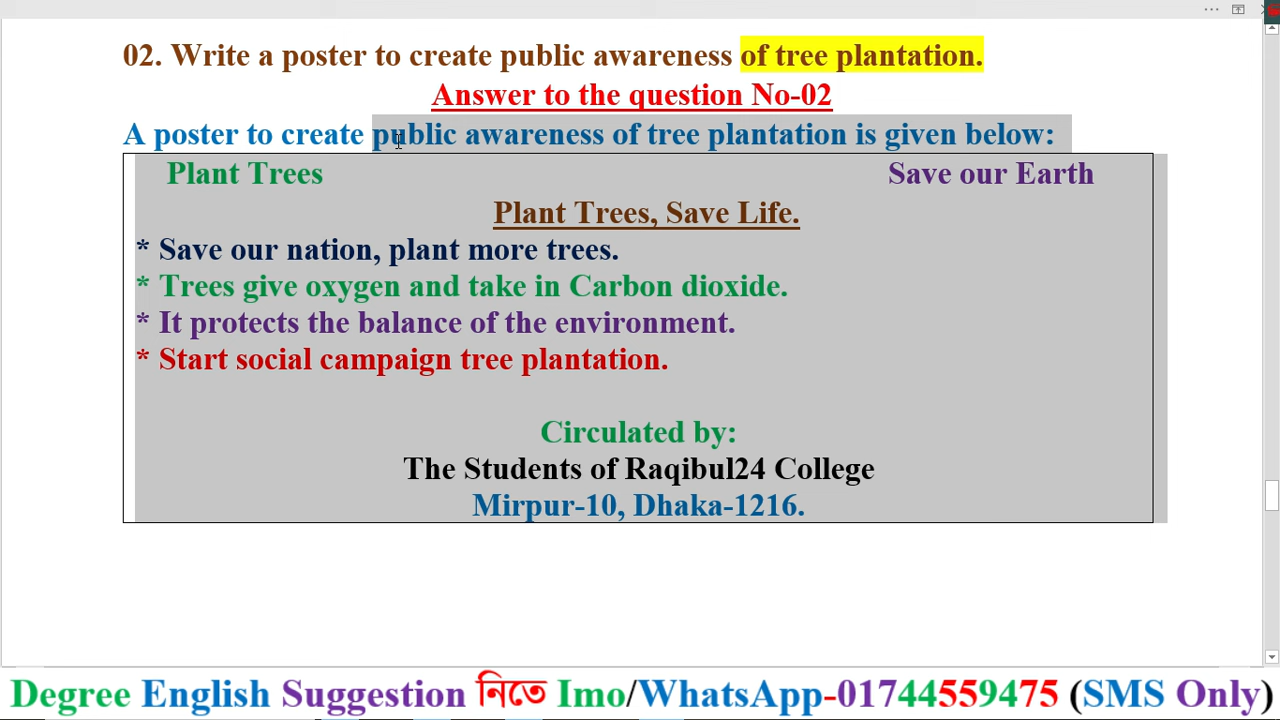 02. Write a poster to create public awareness of tree plantation.
Answer to the question No-02
A poster to create public awareness of tree plantation is given below:
Plant Trees Save our Earth
Plant Trees, Save Life.
* Save our nation, plant more trees.
* Trees give oxygen and take in Carbon dioxide.
* It protects the balance of the environment.
* Start social campaign tree plantation.
Circulated by:
The Students of Raqibul24 College
Mirpur-10, Dhaka-1216.
Degree English Suggestion নিতে Imo/WhatsApp-01744559475 (SMS Only)